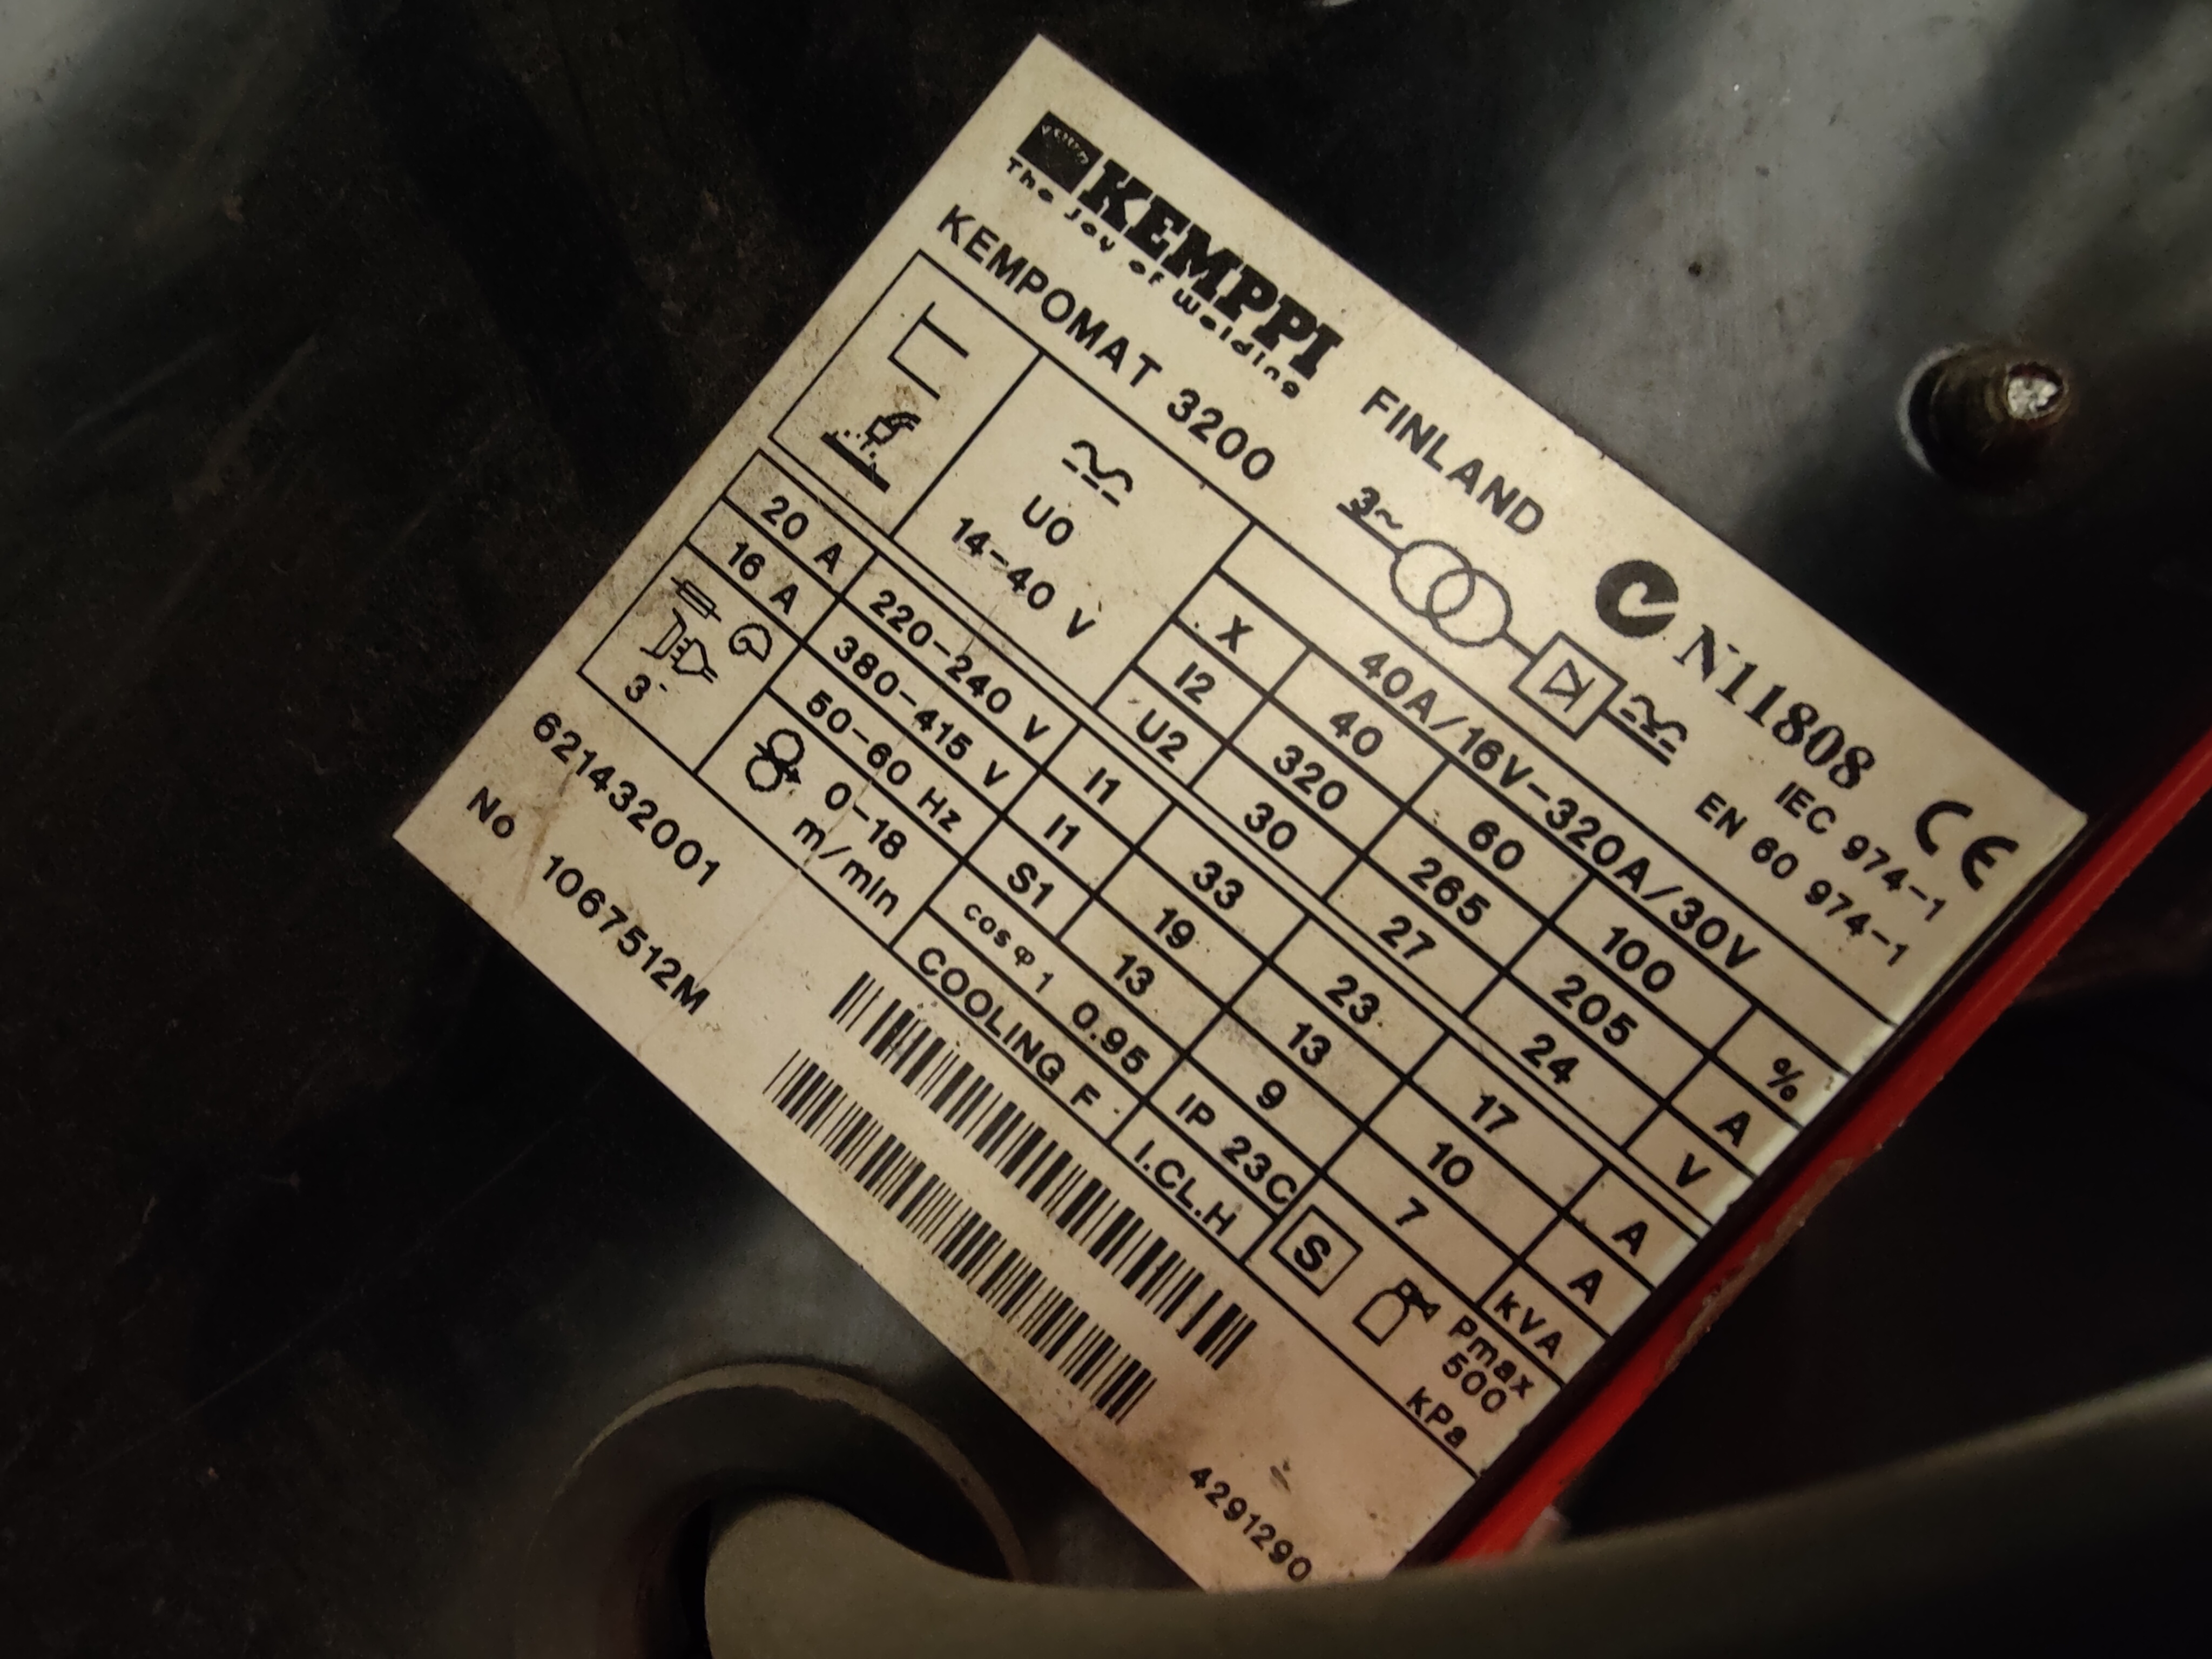 KEMPPI
The Joy of Welding
FINLAND
N11808
KEMPOMAT 3200
3~
IEC 974-1
EN 60 974-1
40A/16V-320A/30V
U0
14-40 V
X 40 60 100 %
I2 320 265 205 A
U2 30 27 24 V
20 A 220-240 V I1 33 23 17 A
16 A 380-415 V I1 19 13 10 A
50-60 Hz S1 13 9 7 kVA
3~
0-18
m/min
cos φ 1 0.95 IP 23C
S
Pmax
500
kPa
COOLING F I.CL.H
621432001
No 1067512M
4291290